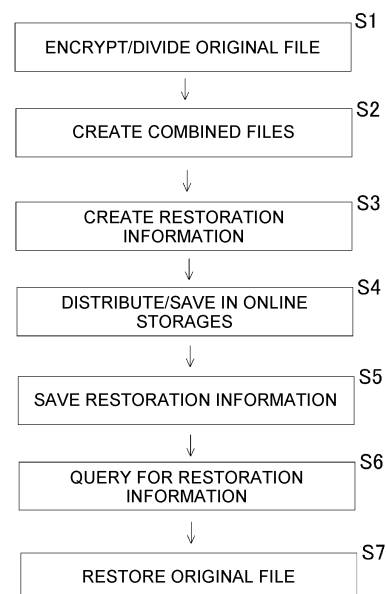 S1
ENCRYPT/DIVIDE ORIGINAL FILE
S2
CREATE COMBINED FILES
S3
CREATE RESTORATION
INFORMATION
S4
DISTRIBUTE/SAVE IN ONLINE
STORAGES
S5
SAVE RESTORATION INFORMATION
S6
QUERY FOR RESTORATION
INFORMATION
S7
RESTORE ORIGINAL FILE